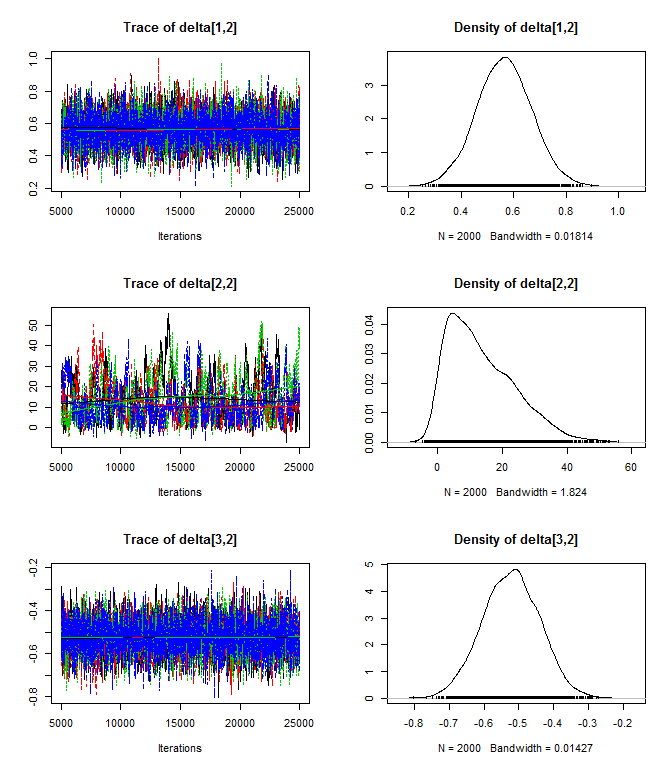 Trace of delta[1,2]
0.2 0.4 0.6 0.8 1.0
5000 10000 15000 20000 25000
Iterations
Density of delta[1,2]
0 1 2 3
0.2 0.4 0.6 0.8 1.0
N = 2000 Bandwidth = 0.01814
Trace of delta[2,2]
0 10 20 30 40 50
5000 10000 15000 20000 25000
Iterations
Density of delta[2,2]
0.00 0.01 0.02 0.03 0.04
0 20 40 60
N = 2000 Bandwidth = 1.824
Trace of delta[3,2]
-0.8 -0.6 -0.4 -0.2
5000 10000 15000 20000 25000
Iterations
Density of delta[3,2]
0 1 2 3 4 5
-0.8 -0.7 -0.6 -0.5 -0.4 -0.3 -0.2
N = 2000 Bandwidth = 0.01427